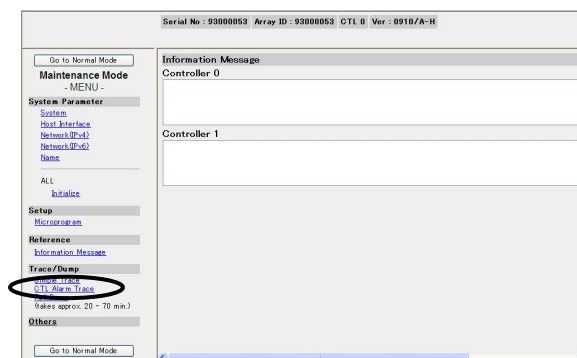 Serial No : 93000053 Array ID : 93000053 CTL 0 Ver : 0910/A-H
Go to Normal Mode
Maintenance Mode
- MENU -
System Parameter
System
Host Interface
Network(IPv4)
Network(IPv6)
Name
ALL
Initialize
Setup
Microprogram
Reference
Information Message
Trace/Dump
Simple Trace
CTL Alarm Trace
(takes approx. 20 - 70 min.)
Others
Go to Normal Mode
Information Message
Controller 0
Controller 1